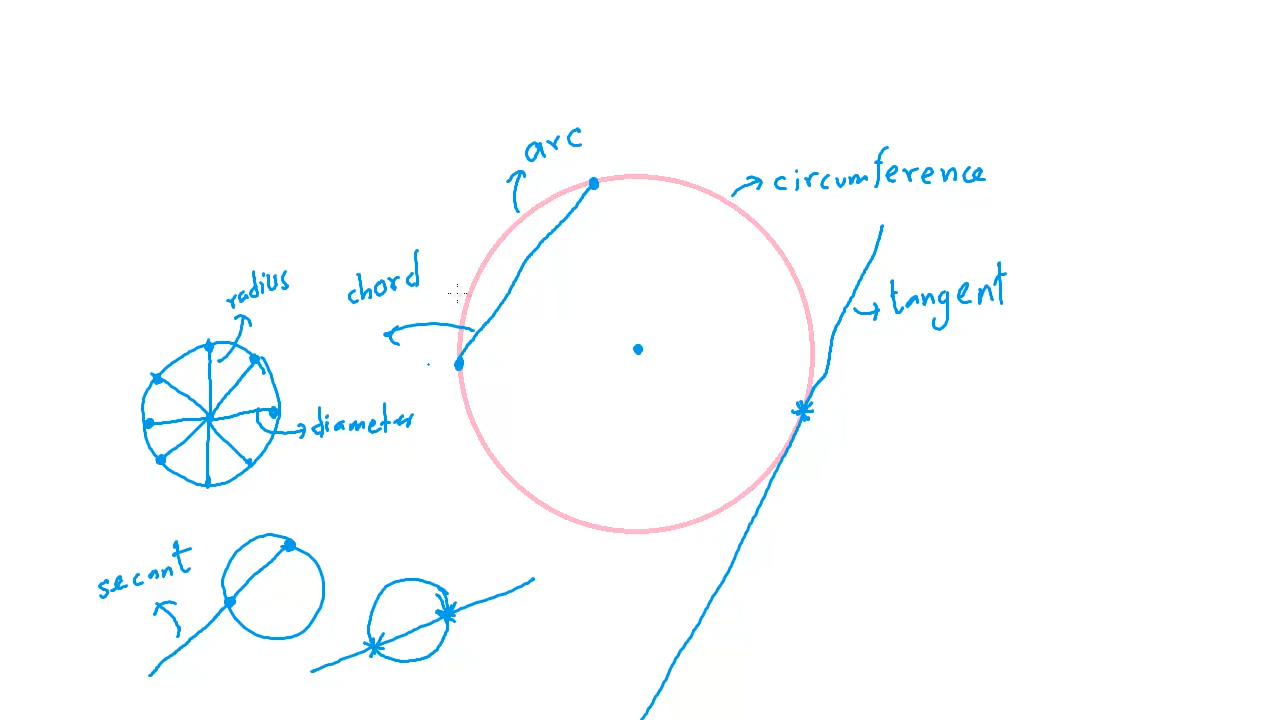 arc
circumference
chord
tangent
radius
diameter
secant